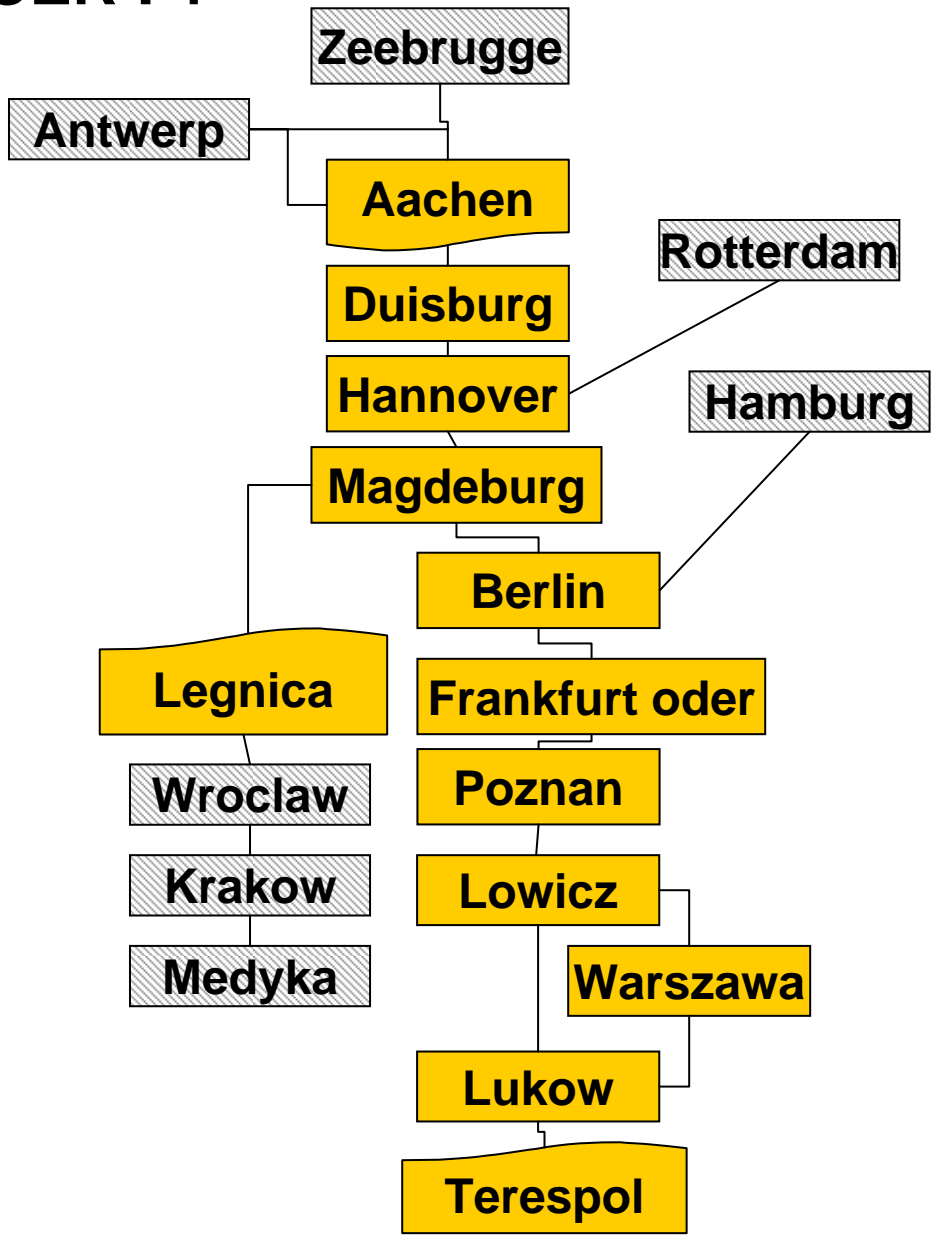 Zeebrugge
Antwerp
Aachen
Rotterdam
Duisburg
Hannover
Hamburg
Magdeburg
Berlin
Legnica
Frankfurt oder
Wroclaw
Poznan
Krakow
Lowicz
Medyka
Warszawa
Lukow
Terespol